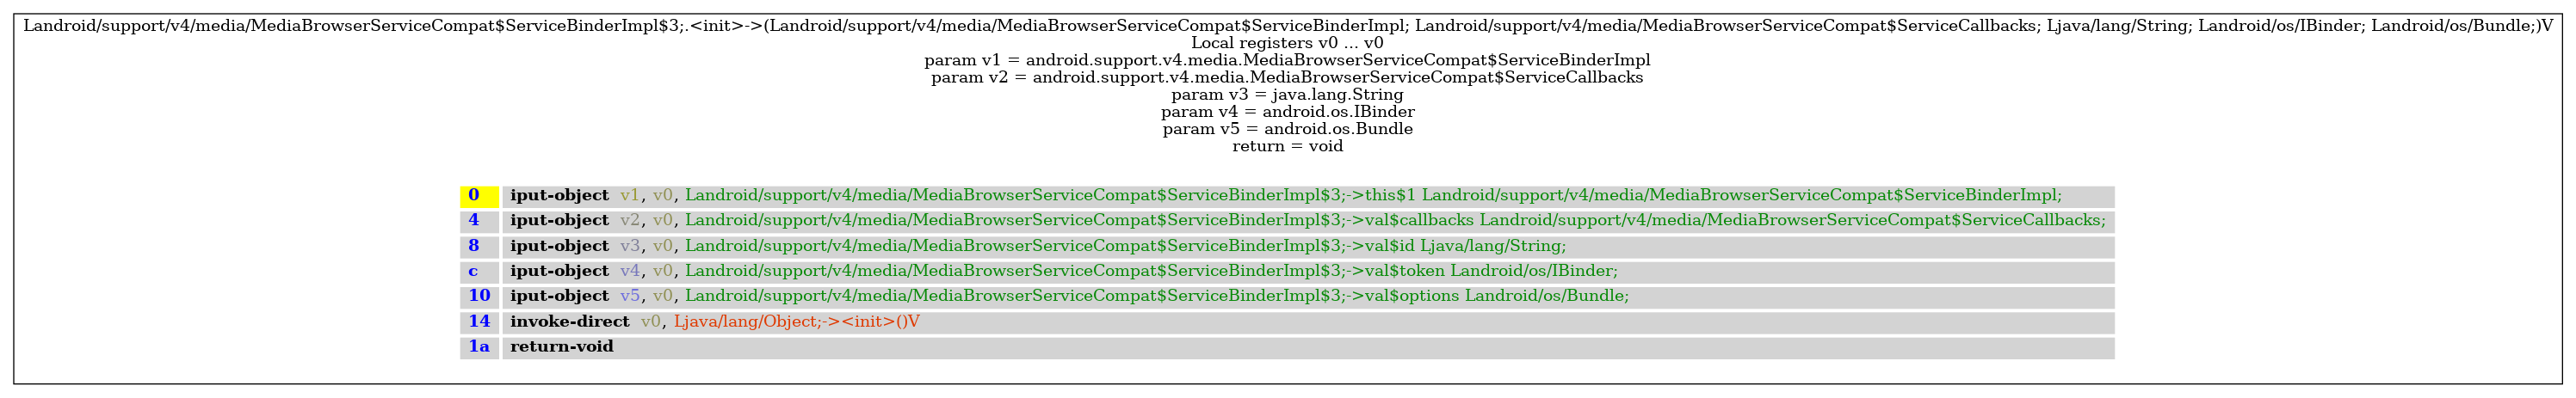 Landroid/support/v4/media/MediaBrowserServiceCompat$ServiceBinderImpl$3;.<init>->(Landroid/support/v4/media/MediaBrowserServiceCompat$ServiceBinderImpl; Landroid/support/v4/media/MediaBrowserServiceCompat$ServiceCallbacks; Ljava/lang/String; Landroid/os/IBinder; Landroid/os/Bundle;)V
Local registers v0 ... v0
param v1 = android.support.v4.media.MediaBrowserServiceCompat$ServiceBinderImpl
param v2 = android.support.v4.media.MediaBrowserServiceCompat$ServiceCallbacks
param v3 = java.lang.String
param v4 = android.os.IBinder
param v5 = android.os.Bundle
return = void
0 iput-object v1, v0, Landroid/support/v4/media/MediaBrowserServiceCompat$ServiceBinderImpl$3;->this$1 Landroid/support/v4/media/MediaBrowserServiceCompat$ServiceBinderImpl;
4 iput-object v2, v0, Landroid/support/v4/media/MediaBrowserServiceCompat$ServiceBinderImpl$3;->val$callbacks Landroid/support/v4/media/MediaBrowserServiceCompat$ServiceCallbacks;
8 iput-object v3, v0, Landroid/support/v4/media/MediaBrowserServiceCompat$ServiceBinderImpl$3;->val$id Ljava/lang/String;
c iput-object v4, v0, Landroid/support/v4/media/MediaBrowserServiceCompat$ServiceBinderImpl$3;->val$token Landroid/os/IBinder;
10 iput-object v5, v0, Landroid/support/v4/media/MediaBrowserServiceCompat$ServiceBinderImpl$3;->val$options Landroid/os/Bundle;
14 invoke-direct v0, Ljava/lang/Object;-><init>()V
1a return-void